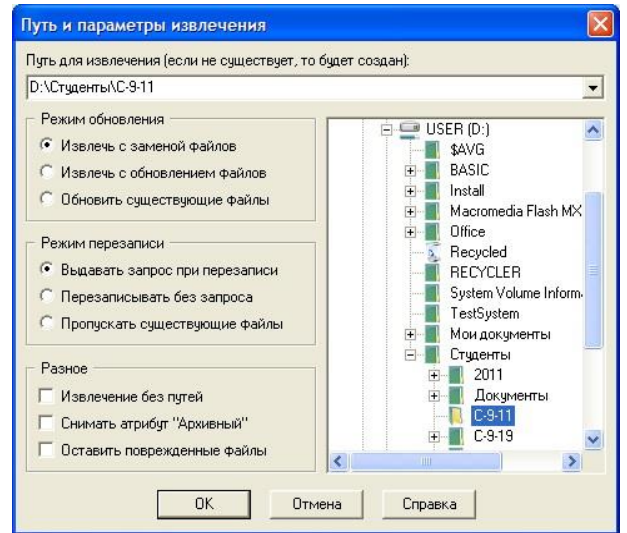 Путь и параметры извлечения
Путь для извлечения (если не существует, то будет создан):
D:\Студенты\С-9-11
Режим обновления
Извлечь с заменой файлов
Извлечь с обновлением файлов
Обновить существующие файлы
Режим перезаписи
Выдавать запрос при перезаписи
Перезаписывать без запроса
Пропускать существующие файлы
Разное
Извлечение без путей
Снимать атрибут "Архивный"
Оставить поврежденные файлы
USER (D:)
$AVG
BASIC
Install
Macromedia Flash MX
Office
Recycled
RECYCLER
System Volume Inform
TestSystem
Мои документы
Студенты
2011
Документы
С-9-11
С-9-19
OK
Отмена
Справка